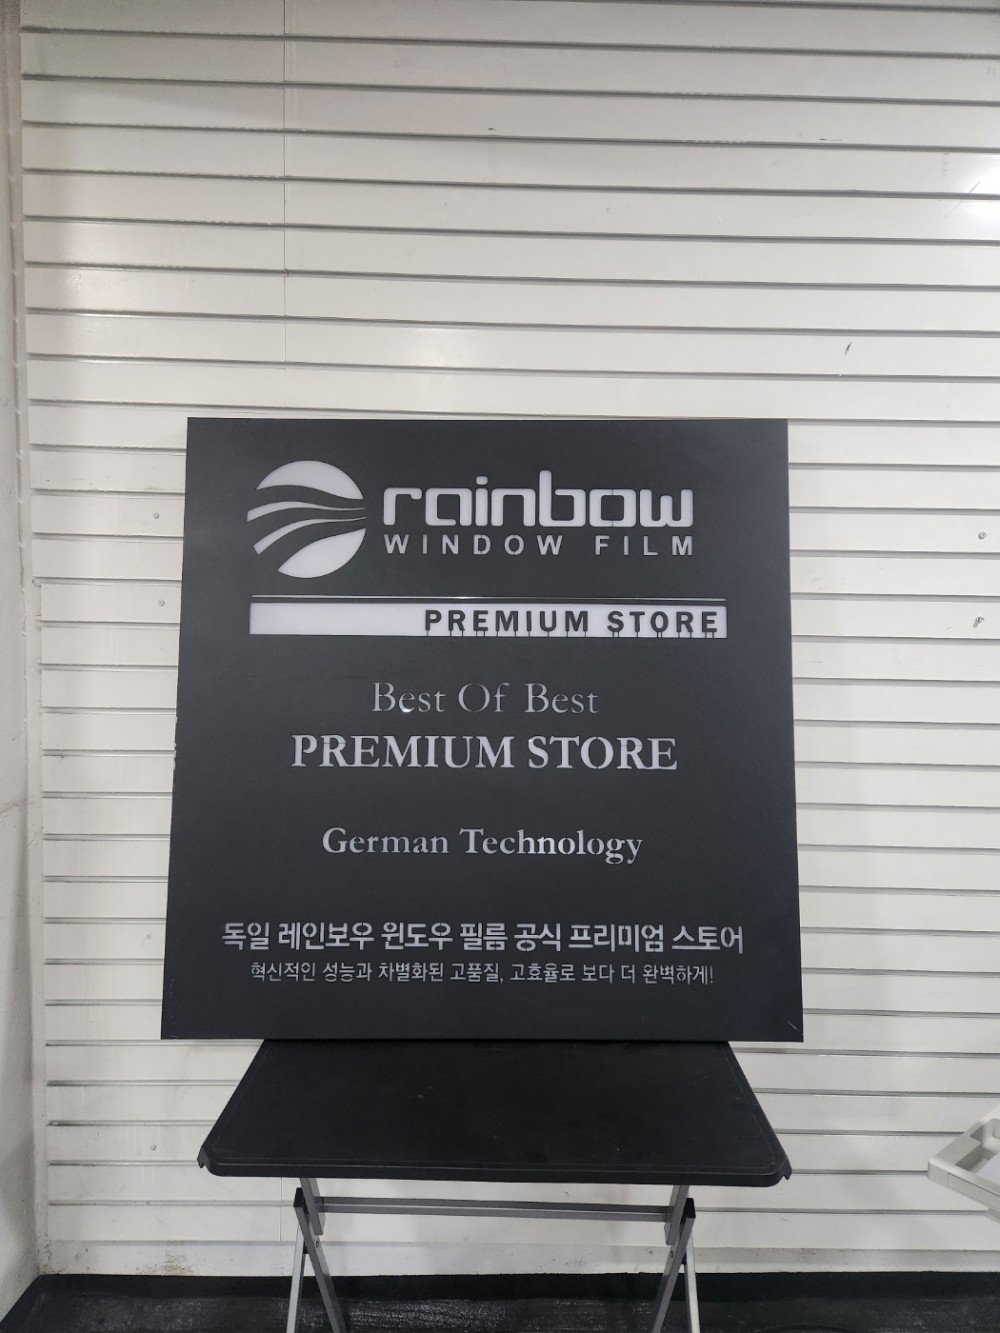 rainbow
WINDOW FILM
PREMIUM STORE
Best Of Best
PREMIUM STORE
German Technology
독일 레인보우 윈도우 필름 공식 프리미엄 스토어
혁신적인 성능과 차별화된 고품질, 고효율로 보다 더 완벽하게!